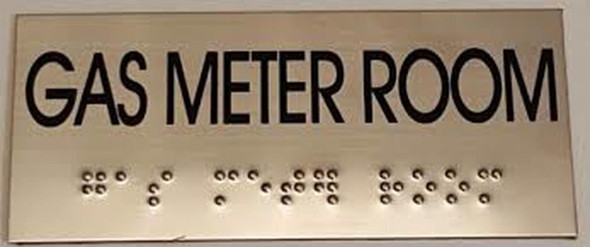 GAS METER ROOM
⠛⠁⠎ ⠍⠑⠞⠻ ⠗⠕⠕⠍